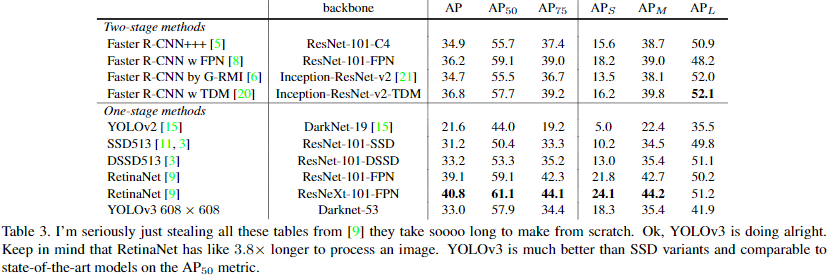 backbone AP AP50 AP75 APS APM APL
Two-stage methods
Faster R-CNN+++ [5] ResNet-101-C4 34.9 55.7 37.4 15.6 38.7 50.9
Faster R-CNN w FPN [8] ResNet-101-FPN 36.2 59.1 39.0 18.2 39.0 48.2
Faster R-CNN by G-RMI [6] Inception-ResNet-v2 [21] 34.7 55.5 36.7 13.5 38.1 52.0
Faster R-CNN w TDM [20] Inception-ResNet-v2-TDM 36.8 57.7 39.2 16.2 39.8 52.1
One-stage methods
YOLOv2 [15] DarkNet-19 [15] 21.6 44.0 19.2 5.0 22.4 35.5
SSD513 [11, 3] ResNet-101-SSD 31.2 50.4 33.3 10.2 34.5 49.8
DSSD513 [3] ResNet-101-DSSD 33.2 53.3 35.2 13.0 35.4 51.1
RetinaNet [9] ResNet-101-FPN 39.1 59.1 42.3 21.8 42.7 50.2
RetinaNet [9] ResNeXt-101-FPN 40.8 61.1 44.1 24.1 44.2 51.2
YOLOv3 608 × 608 Darknet-53 33.0 57.9 34.4 18.3 35.4 41.9
Table 3. I'm seriously just stealing all these tables from [9] they take soooo long to make from scratch. Ok, YOLOv3 is doing alright.
Keep in mind that RetinaNet has like 3.8× longer to process an image. YOLOv3 is much better than SSD variants and comparable to
state-of-the-art models on the AP50 metric.